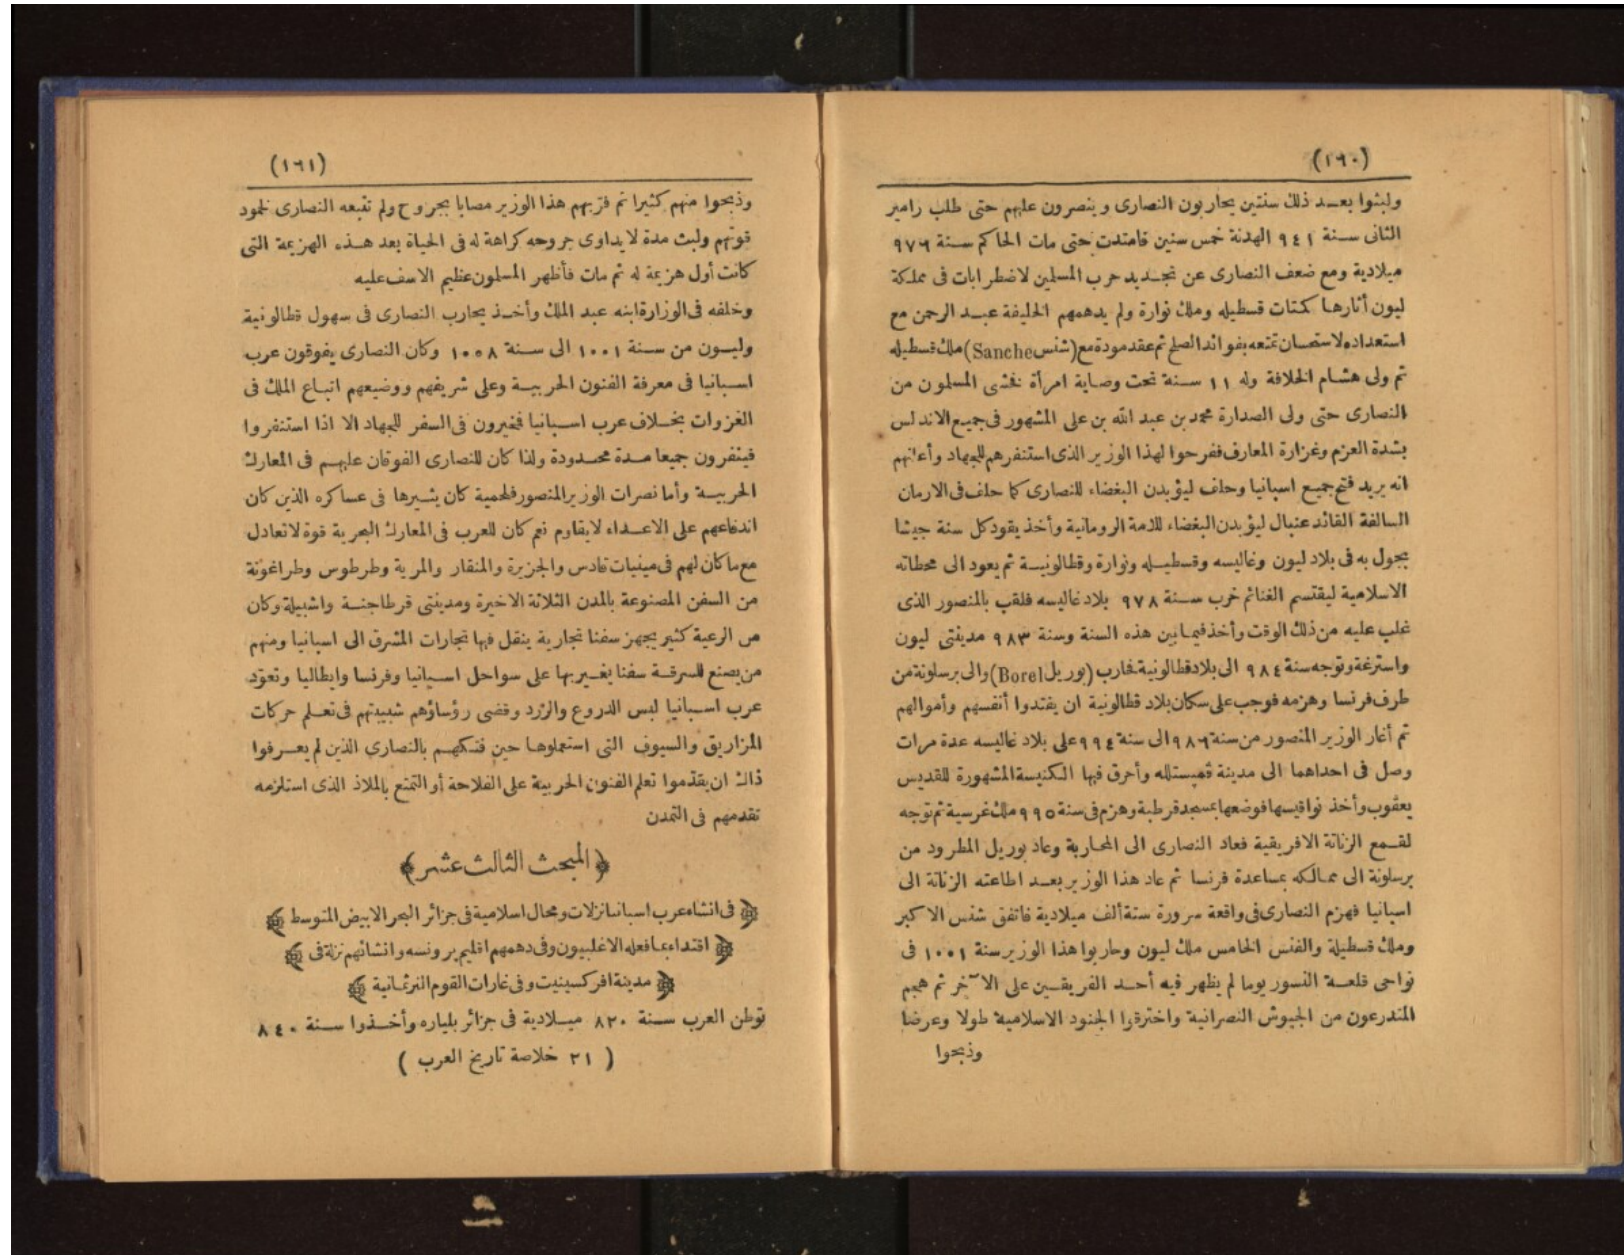 (١٦٠)
ولبثوا بعد ذلك سنتين يحاربون النصارى وينصرون عليهم حتى طلب رامير
الثانى سنة ٩٤١ الهدنة خمس سنين فامتدت حتى مات الحاكم سنة ٩٧٦
ميلادية ومع ضعف النصارى عن تجديد حرب المسلمين لاضطرابات فى مملكة
ليون أثارها كمتات قسطيله وملك نوارة ولم يدهمهم الخليفة عبد الرحمن مع
استعداده لاستحسان تمتعه بفوائد الصلح ثم عقد مودة مع (شنس Sanche) ملك قسطيله
ثم ولى هشام الخلافة وله ١١ سنة تحت وصاية امرأة فخشى المسلمون من
النصارى حتى ولى الصدارة محمد بن عبد الله بن على المشهور فى جميع الاندلس
بشدة العزم وغزارة المعارف ففرحوا لهذا الوزير الذى استنفرهم للجهاد وأعلنهم
انه يريد فتح جميع اسبانيا وحلف ليؤبدن البغضاء للنصارى كما حلف فى الازمان
السالفة القائد عنبال ليؤبدن البغضاء للامة الرومانية وأخذ يقود كل سنة جيشا
يجول به فى بلاد ليون وغاليسه وقسطيله ونوارة وقطالونيسة ثم يعود الى محطاته
الاسلامية ليقتسم الغنائم خرب سنة ٩٧٨ بلاد غاليسه فلقب بالمنصور الذى
غلب عليه من ذلك الوقت وأخذ فيما بين هذه السنة وسنة ٩٨٣ مدينتى ليون
واسترغة وتوجه سنة ٩٨٤ الى بلاد قطالونية فحارب (بوريل Borel) والى برسلونة من
طرف فرنسا وهزمه فوجب على سكان بلاد قطالونية ان يفتدوا أنفسهم وأموالهم
ثم أغار الوزير المنصور من سنة ٩٨٦ الى سنة ٩٩٤ على بلاد غاليسه عدة مرات
وصل فى احداهما الى مدينة قمبستله وأحرق فيها الكنيسة المشهورة للقديس
يعقوب وأخذ نواقيسها فوضعها بمسجد قرطبة وهزم فى سنة ٩٩٥ ملك غرسية ثم توجه
لقمع الزناتة الافريقية فعاد النصارى الى المحاربة وعاد بوريل المطرود من
برسلونة الى ممالكه بمساعدة فرنسا ثم عاد هذا الوزير بعد اطاعته الزناتة الى
اسبانيا فهزم النصارى فى واقعة سرورة سنة ألف ميلادية فاتفق شنس الاكبر
وملك قسطيلة والفنس الخامس ملك ليون وحاربوا هذا الوزير سنة ١٠٠١ فى
نواحى قلعة النسور يوما لم يظهر فيه أحد الفريقين على الآخر ثم هجم
المتدرعون من الجيوش النصرانية واخترقوا الجنود الاسلامية طولا وعرضا
وذبحوا
(١٦١)
وذبحوا منهم كثيرا ثم قربهم هذا الوزير مصابا بجروح ولم تتبعه النصارى لخمود
قوتهم ولبث مدة لا يداوى جروحه كراهة له فى الحياة بعد هذه الهزيمة التى
كانت أول هزيمة له ثم مات فأظهر المسلمون عظيم الاسف عليه
وخلفه فى الوزارة ابنه عبد الملك وأخذ يحارب النصارى فى سهول قطالونية
وليون من سنة ١٠٠١ الى سنة ١٠٠٨ وكان النصارى يفوقون عرب
اسبانيا فى معرفة الفنون الحربية وعلى شريفهم ووضيعهم اتباع الملك فى
الغزوات بخلاف عرب اسبانيا فمخيرون فى السفر للجهاد الا اذا استنفروا
فينفرون جميعا مدة محدودة ولذا كان للنصارى الفوقان عليهم فى المعارك
الحربية وأما نصرات الوزير المنصور فلحمية كان يثيرها فى عساكره الذين كان
اندفاعهم على الاعداء لا يقاوم نعم كان للعرب فى المعارك البحرية قوة لا تعادل
مع ما كان لهم فى مينيات قادس والجزيرة والمنقار والمرية وطرطوس وطراغونة
من السفن المصنوعة بالمدن الثلاثة الاخيرة ومدينتى قرطاجنة واشبيلة وكان
من الرعية كثير يجهز سفنا تجارية ينقل فيها تجارات المشرق الى اسبانيا ومنهم
من يصنع للسرقة سفنا يغير بها على سواحل اسبانيا وفرنسا وايطاليا وتعود
عرب اسبانيا لبس الدروع والزرد وقضى رؤساؤهم شبيبتهم فى تعلم حركات
المزاريق والسيوف التى استعملوها حين فتكهم بالنصارى الذين لم يعرفوا
ذاك ان يقدموا تعلم الفنون الحربية على الفلاحة أو التمتع بالملاذ الذى استلزمه
تقدمهم فى التمدن
﴿المبحث الثالث عشر﴾
﴿فى انشاء عرب اسبانيا نزلات ومحال اسلامية فى جزائر البحر الابيض المتوسط﴾
﴿اقتداء بما فعله الاغلبيون وفى دهمهم اقليم برونسه وانشائهم نزلة فى﴾
﴿مدينة افركسينيت وفى غارات القوم النرثمانية﴾
توطن العرب سنة ٨٢٠ ميلادية فى جزائر بلياره وأخذوا سنة ٨٤٠
( ٢١ خلاصة تاريخ العرب )